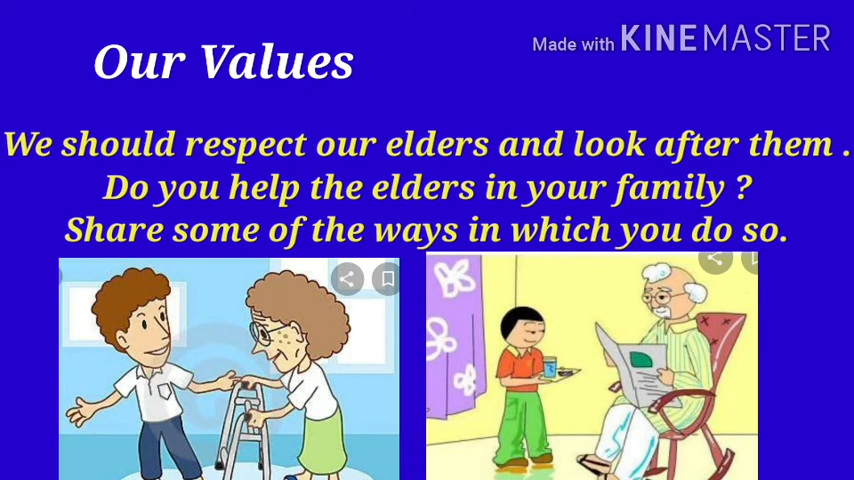 Our Values
Made with KINEMASTER
We should respect our elders and look after them .
Do you help the elders in your family ?
Share some of the ways in which you do so.